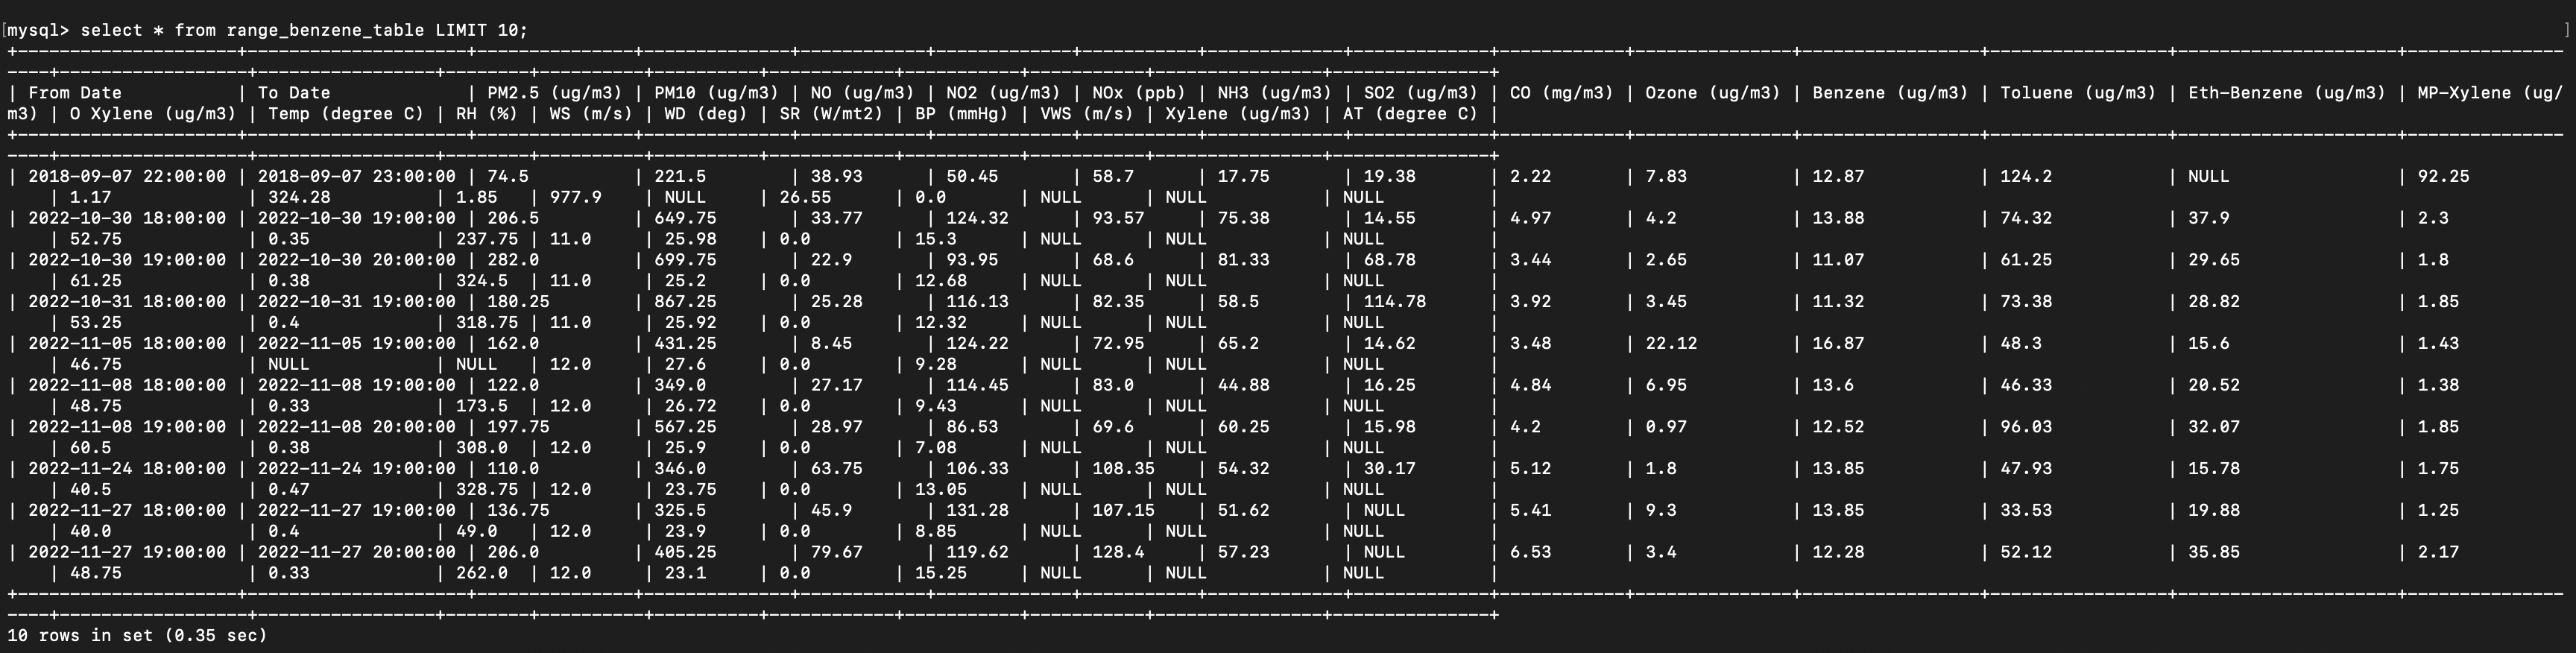 [mysql> select * from range_benzene_table LIMIT 10; ]
+---------------------+---------------------+---------------+--------------+------------+-------------+-----------+-------------+-------------+------------+---------------+-----------------+-----------------+---------------------+--------------
----+------------------+-----------------+--------+----------+----------+-----------+-----------+-----------+----------------+---------------+
| From Date | To Date | PM2.5 (ug/m3) | PM10 (ug/m3) | NO (ug/m3) | NO2 (ug/m3) | NOx (ppb) | NH3 (ug/m3) | SO2 (ug/m3) | CO (mg/m3) | Ozone (ug/m3) | Benzene (ug/m3) | Toluene (ug/m3) | Eth-Benzene (ug/m3) | MP-Xylene (ug/
m3) | O Xylene (ug/m3) | Temp (degree C) | RH (%) | WS (m/s) | WD (deg) | SR (W/mt2) | BP (mmHg) | VWS (m/s) | Xylene (ug/m3) | AT (degree C) |
+---------------------+---------------------+---------------+--------------+------------+-------------+-----------+-------------+-------------+------------+---------------+-----------------+-----------------+---------------------+--------------
----+------------------+-----------------+--------+----------+----------+-----------+-----------+-----------+----------------+---------------+
| 2018-09-07 22:00:00 | 2018-09-07 23:00:00 | 74.5 | 221.5 | 38.93 | 50.45 | 58.7 | 17.75 | 19.38 | 2.22 | 7.83 | 12.87 | 124.2 | NULL | 92.25
| 1.17 | 324.28 | 1.85 | 977.9 | NULL | 26.55 | 0.0 | NULL | NULL | NULL |
| 2022-10-30 18:00:00 | 2022-10-30 19:00:00 | 206.5 | 649.75 | 33.77 | 124.32 | 93.57 | 75.38 | 14.55 | 4.97 | 4.2 | 13.88 | 74.32 | 37.9 | 2.3
| 52.75 | 0.35 | 237.75 | 11.0 | 25.98 | 0.0 | 15.3 | NULL | NULL | NULL |
| 2022-10-30 19:00:00 | 2022-10-30 20:00:00 | 282.0 | 699.75 | 22.9 | 93.95 | 68.6 | 81.33 | 68.78 | 3.44 | 2.65 | 11.07 | 61.25 | 29.65 | 1.8
| 61.25 | 0.38 | 324.5 | 11.0 | 25.2 | 0.0 | 12.68 | NULL | NULL | NULL |
| 2022-10-31 18:00:00 | 2022-10-31 19:00:00 | 180.25 | 867.25 | 25.28 | 116.13 | 82.35 | 58.5 | 114.78 | 3.92 | 3.45 | 11.32 | 73.38 | 28.82 | 1.85
| 53.25 | 0.4 | 318.75 | 11.0 | 25.92 | 0.0 | 12.32 | NULL | NULL | NULL |
| 2022-11-05 18:00:00 | 2022-11-05 19:00:00 | 162.0 | 431.25 | 8.45 | 124.22 | 72.95 | 65.2 | 14.62 | 3.48 | 22.12 | 16.87 | 48.3 | 15.6 | 1.43
| 46.75 | NULL | NULL | 12.0 | 27.6 | 0.0 | 9.28 | NULL | NULL | NULL |
| 2022-11-08 18:00:00 | 2022-11-08 19:00:00 | 122.0 | 349.0 | 27.17 | 114.45 | 83.0 | 44.88 | 16.25 | 4.84 | 6.95 | 13.6 | 46.33 | 20.52 | 1.38
| 48.75 | 0.33 | 173.5 | 12.0 | 26.72 | 0.0 | 9.43 | NULL | NULL | NULL |
| 2022-11-08 19:00:00 | 2022-11-08 20:00:00 | 197.75 | 567.25 | 28.97 | 86.53 | 69.6 | 60.25 | 15.98 | 4.2 | 0.97 | 12.52 | 96.03 | 32.07 | 1.85
| 60.5 | 0.38 | 308.0 | 12.0 | 25.9 | 0.0 | 7.08 | NULL | NULL | NULL |
| 2022-11-24 18:00:00 | 2022-11-24 19:00:00 | 110.0 | 346.0 | 63.75 | 106.33 | 108.35 | 54.32 | 30.17 | 5.12 | 1.8 | 13.85 | 47.93 | 15.78 | 1.75
| 40.5 | 0.47 | 328.75 | 12.0 | 23.75 | 0.0 | 13.05 | NULL | NULL | NULL |
| 2022-11-27 18:00:00 | 2022-11-27 19:00:00 | 136.75 | 325.5 | 45.9 | 131.28 | 107.15 | 51.62 | NULL | 5.41 | 9.3 | 13.85 | 33.53 | 19.88 | 1.25
| 40.0 | 0.4 | 49.0 | 12.0 | 23.9 | 0.0 | 8.85 | NULL | NULL | NULL |
| 2022-11-27 19:00:00 | 2022-11-27 20:00:00 | 206.0 | 405.25 | 79.67 | 119.62 | 128.4 | 57.23 | NULL | 6.53 | 3.4 | 12.28 | 52.12 | 35.85 | 2.17
| 48.75 | 0.33 | 262.0 | 12.0 | 23.1 | 0.0 | 15.25 | NULL | NULL | NULL |
+---------------------+---------------------+---------------+--------------+------------+-------------+-----------+-------------+-------------+------------+---------------+-----------------+-----------------+---------------------+--------------
----+------------------+-----------------+--------+----------+----------+-----------+-----------+-----------+----------------+---------------+
10 rows in set (0.35 sec)